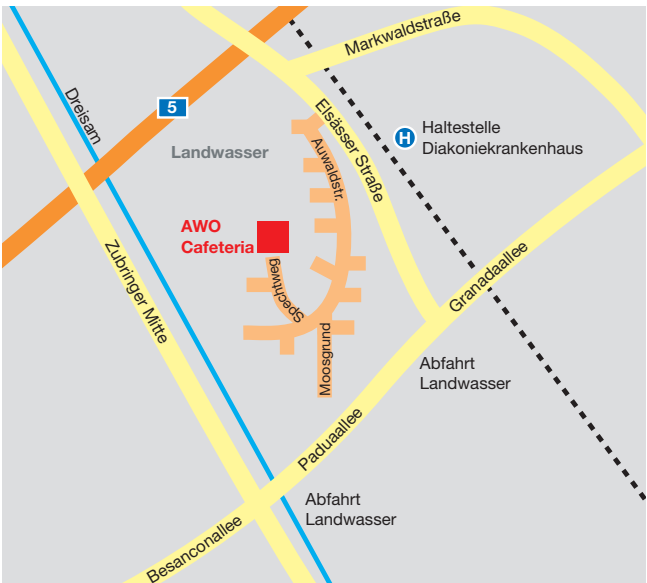 Markwaldstraße
Dreisam
5
Elsässer Straße
H
Haltestelle
Diakoniekrankenhaus
Landwasser
Auwaldstr.
AWO
Cafeteria
Zubringer Mitte
Spechtweg
Granadaallee
Moosgrund
Abfahrt
Landwasser
Paduaallee
Abfahrt
Landwasser
Besanconallee